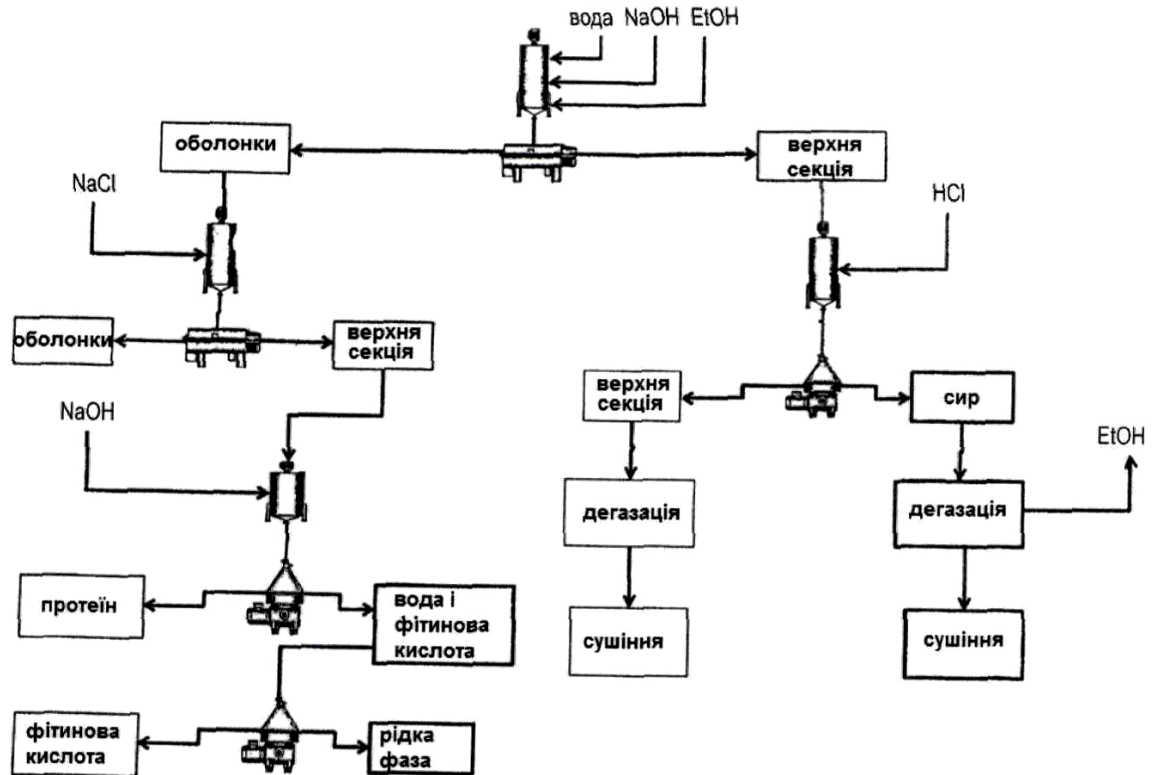 вода NaOH EtOH
оболонки
верхня
секція
NaCl
HCl
оболонки
верхня
секція
верхня
секція
сир
NaOH
EtOH
дегазація
дегазація
протеїн
вода і
фітинова
кислота
сушіння
сушіння
фітинова
кислота
рідка
фаза